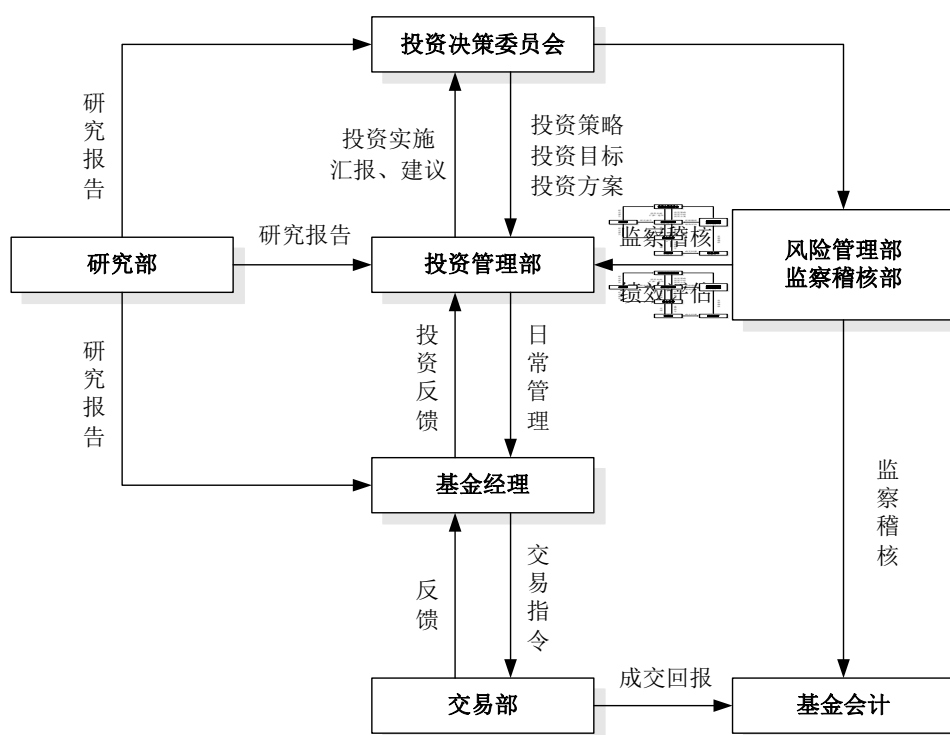 投资决策委员会
研究报告
投资实施
汇报、建议
投资策略
投资目标
投资方案
研究部
研究报告
投资管理部
监察稽核
绩效评估
风险管理部
监察稽核部
研究报告
投资反馈
日常管理
基金经理
监察稽核
反馈
交易指令
交易部
成交回报
基金会计